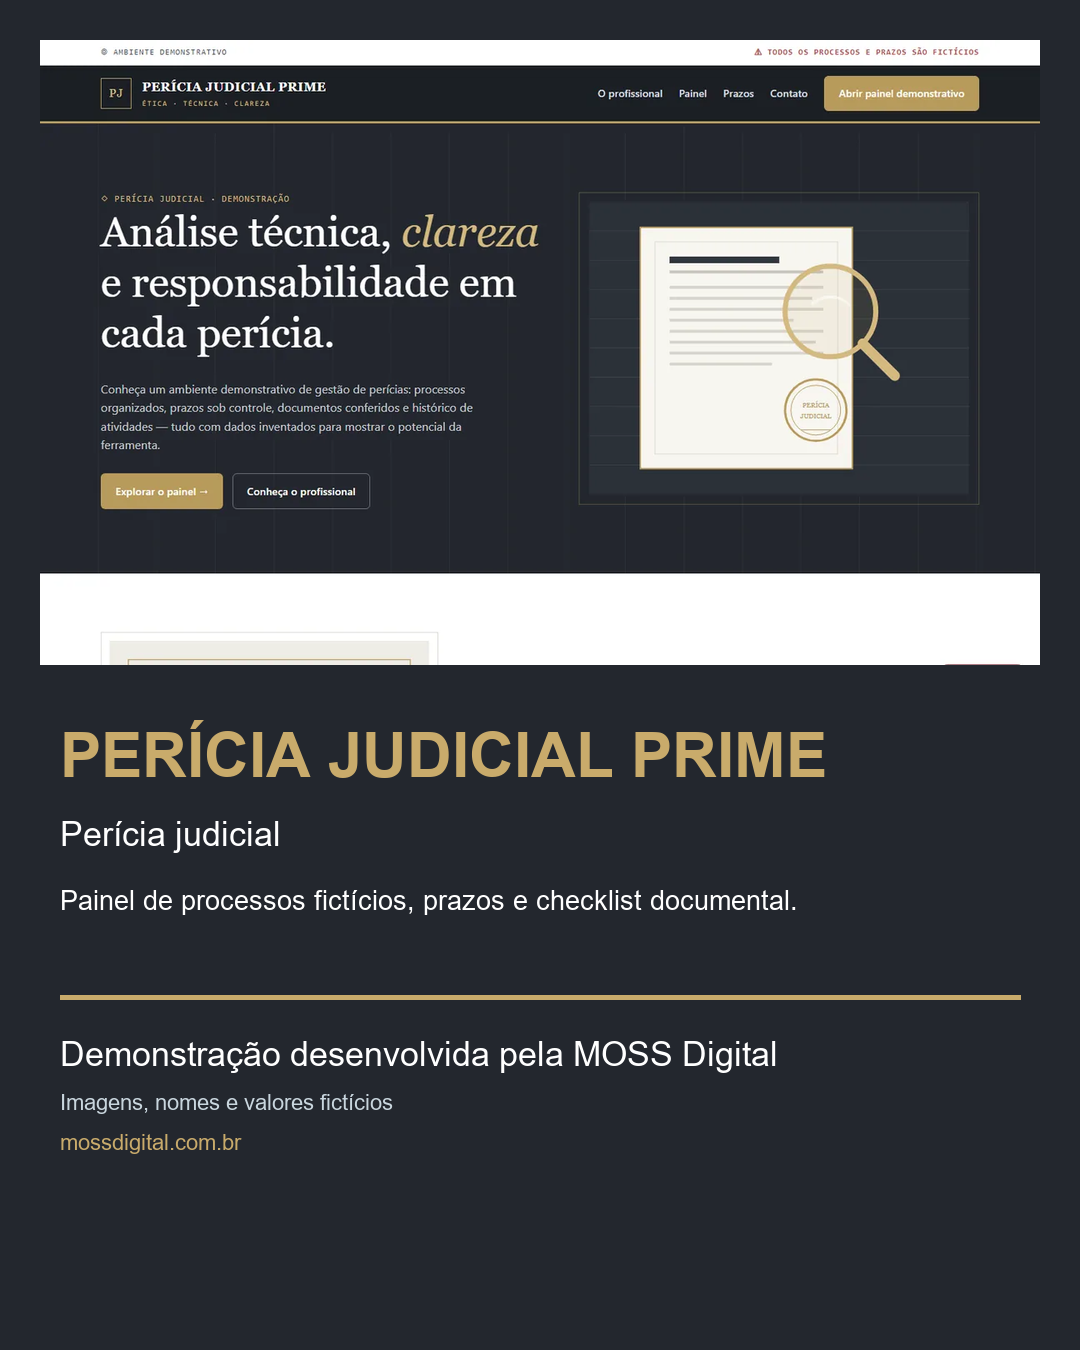 ◎ AMBIENTE DEMONSTRATIVO
⚠ TODOS OS PROCESSOS E PRAZOS SÃO FICTÍCIOS
PJ
PERÍCIA JUDICIAL PRIME
ÉTICA · TÉCNICA · CLAREZA
O profissional
Painel
Prazos
Contato
Abrir painel demonstrativo
◇ PERÍCIA JUDICIAL · DEMONSTRAÇÃO
Análise técnica, clareza
e responsabilidade em
cada perícia.
Conheça um ambiente demonstrativo de gestão de perícias: processos
organizados, prazos sob controle, documentos conferidos e histórico de
atividades — tudo com dados inventados para mostrar o potencial da
ferramenta.
Explorar o painel →
Conheça o profissional
PERÍCIA
JUDICIAL
PERÍCIA JUDICIAL PRIME
Perícia judicial
Painel de processos fictícios, prazos e checklist documental.
Demonstração desenvolvida pela MOSS Digital
Imagens, nomes e valores fictícios
mossdigital.com.br